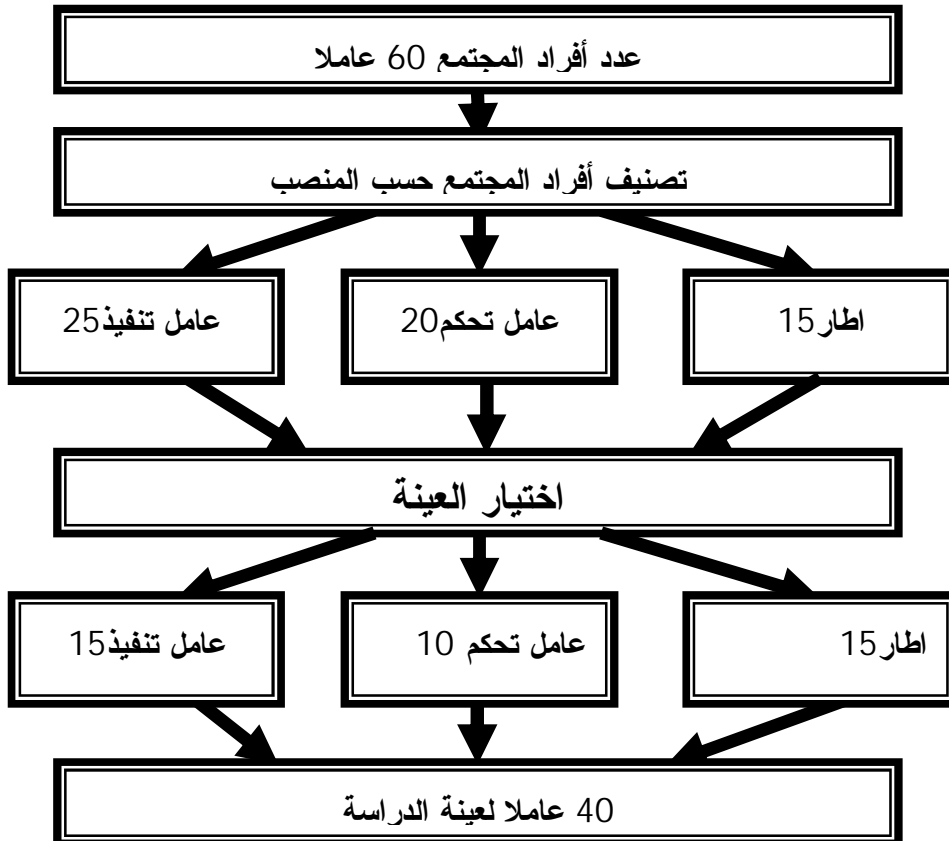 عدد أفراد المجتمع 60 عاملا
تصنيف أفراد المجتمع حسب المنصب
اطار15
عامل تحكم20
عامل تنفيذ25
اختيار العينة
اطار15
عامل تحكم 10
عامل تنفيذ15
40 عاملا لعينة الدراسة